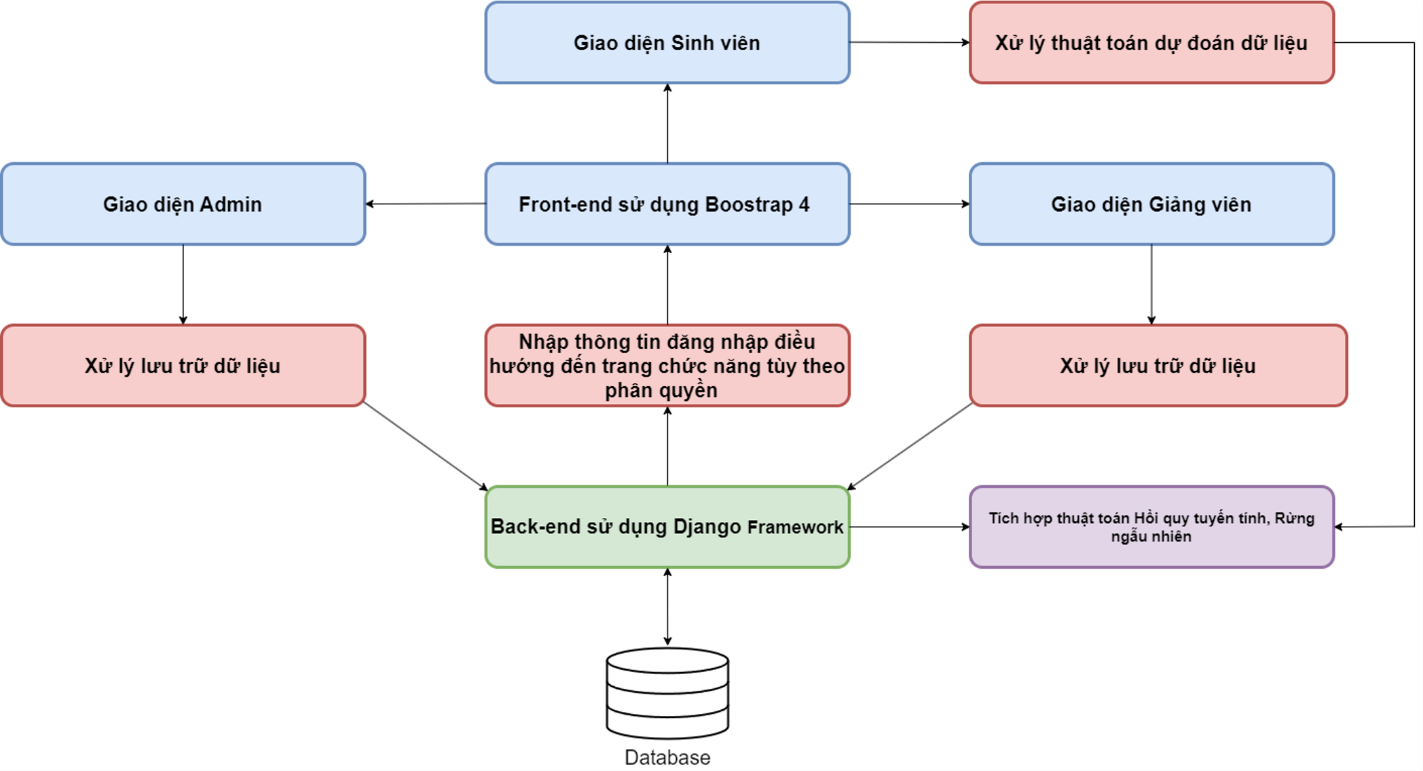 Giao diện Sinh viên
Xử lý thuật toán dự đoán dữ liệu
Giao diện Admin
Front-end sử dụng Boostrap 4
Giao diện Giảng viên
Xử lý lưu trữ dữ liệu
Nhập thông tin đăng nhập điều
hướng đến trang chức năng tùy theo
phân quyền
Xử lý lưu trữ dữ liệu
Back-end sử dụng Django Framework
Tích hợp thuật toán Hồi quy tuyến tính, Rừng
ngẫu nhiên
Database